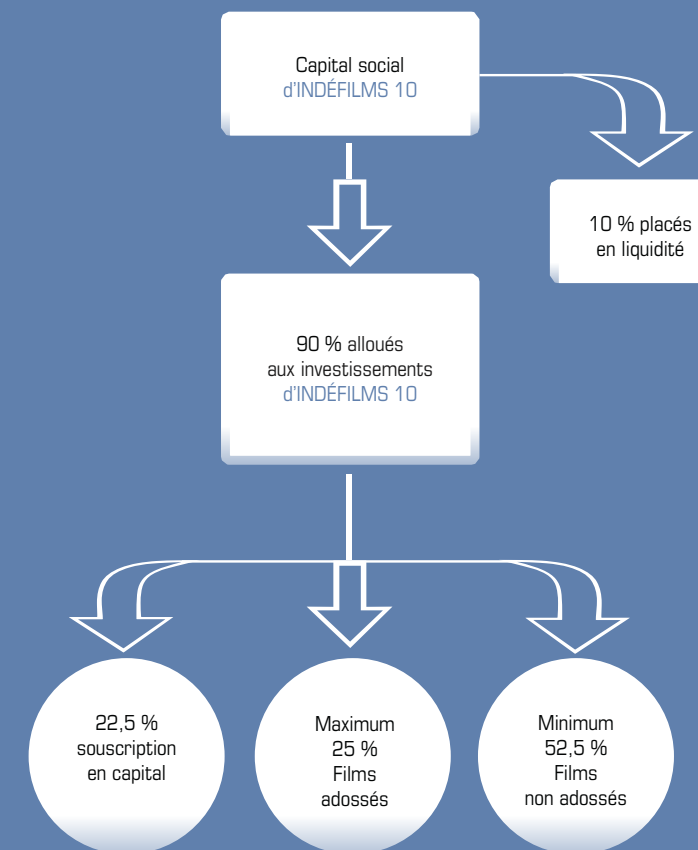 Capital social
d'INDÉFILMS 10
10 % placés
en liquidité
90 % alloués
aux investissements
d'INDÉFILMS 10
22,5 %
souscription
en capital
Maximum
25 %
Films
adossés
Minimum
52,5 %
Films
non adossés